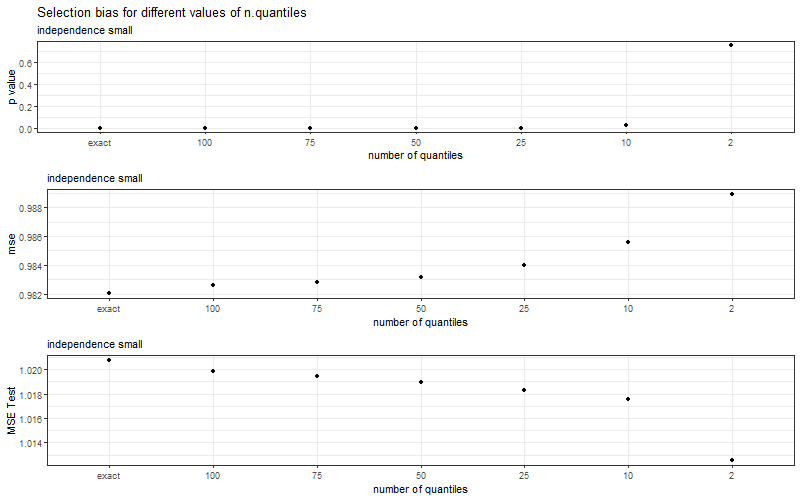 Selection bias for different values of n.quantiles
independence small
p value
0.6
0.4
0.2
0.0
exact 100 75 50 25 10 2
number of quantiles
independence small
mse
0.988
0.986
0.984
0.982
exact 100 75 50 25 10 2
number of quantiles
independence small
MSE Test
1.020
1.018
1.016
1.014
exact 100 75 50 25 10 2
number of quantiles